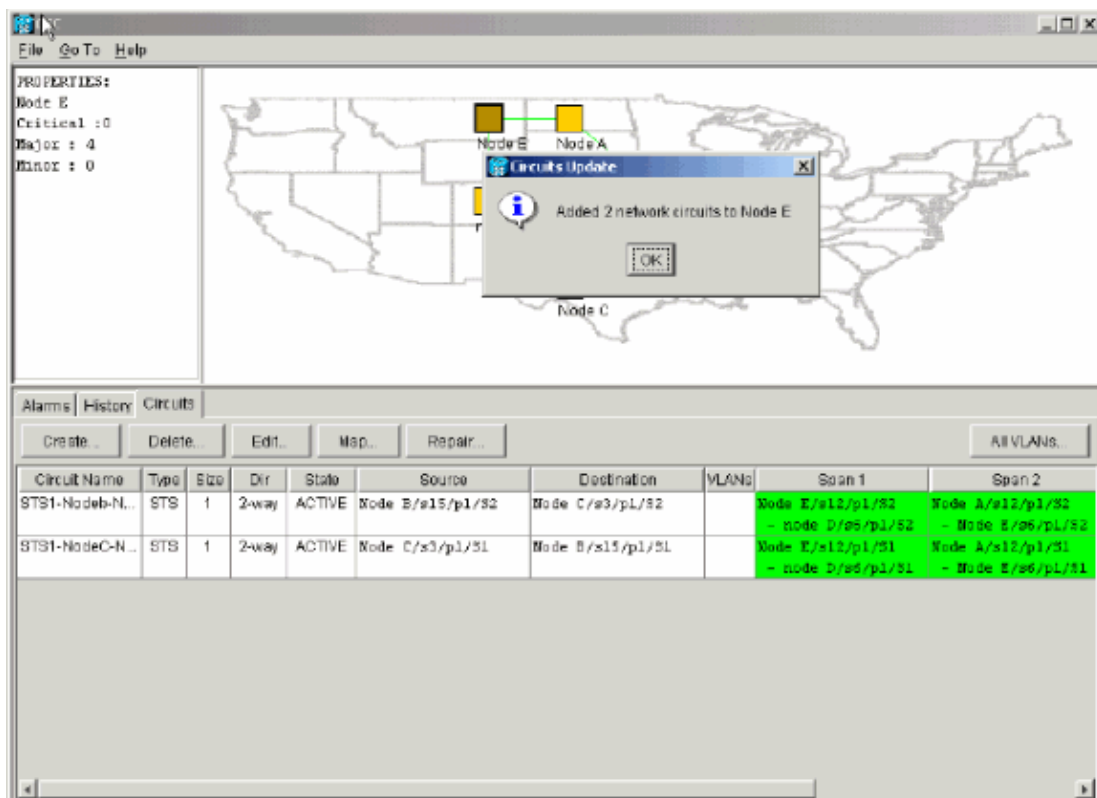 File Go To Help
PROPERTIES:
Node E
Critical :0
Major : 4
Minor : 0
Node E Node A
Circuits Update
Added 2 network circuits to Node E
OK
Node C
Alarms History Circuits
Create... Delete... Edit... Map... Repair... All VLANs...
Circuit Name Type Size Dir State Source Destination VLANs Span 1 Span 2
STS1-Nodeb-N... STS 1 2-way ACTIVE Node B/s15/p1/S2 Node C/s3/p1/S2 Node E/s12/p1/S2 Node A/s12/p1/S2
- node D/s6/p1/S2 - Node E/s6/p1/S2
STS1-NodeC-N... STS 1 2-way ACTIVE Node C/s3/p1/S1 Node B/s15/p1/S1 Node E/s12/p1/S1 Node A/s12/p1/S1
- node D/s6/p1/S1 - Node E/s6/p1/S1